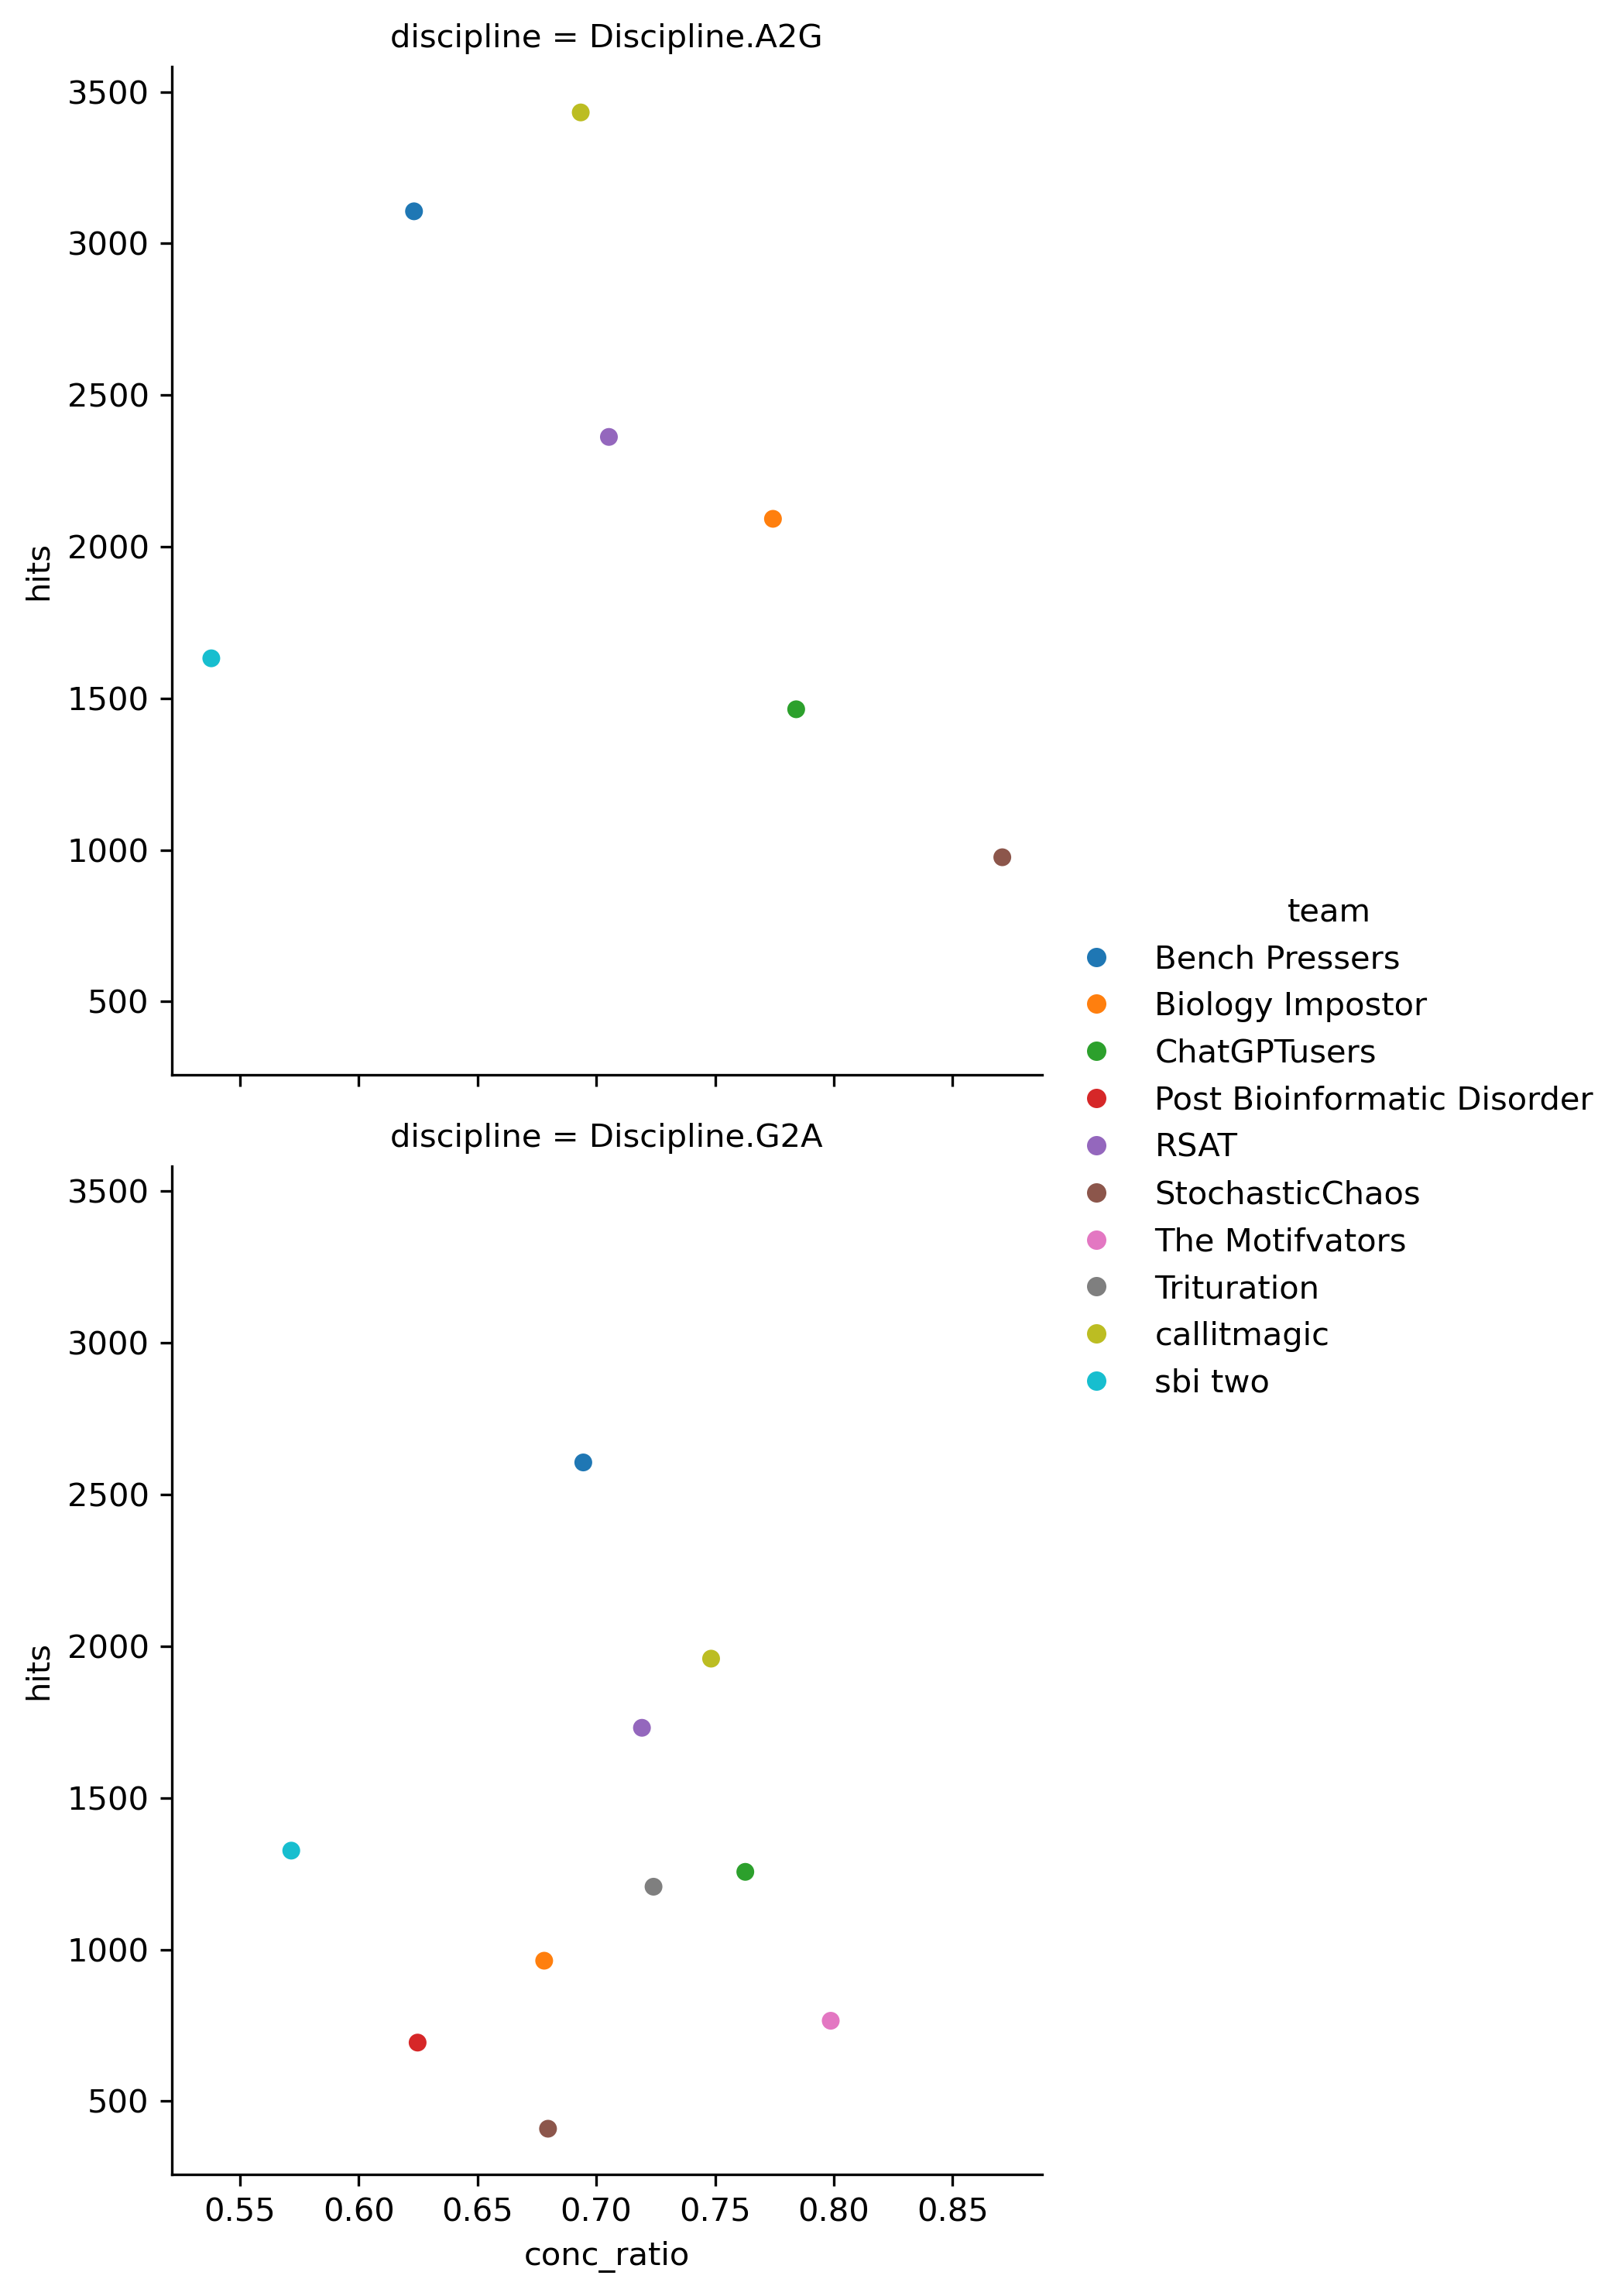 discipline = Discipline.A2G
3500
3000
2500
2000
1500
1000
500
hits
discipline = Discipline.G2A
3500
3000
2500
2000
1500
1000
500
hits
0.55 0.60 0.65 0.70 0.75 0.80 0.85
conc_ratio
team
Bench Pressers
Biology Impostor
ChatGPTusers
Post Bioinformatic Disorder
RSAT
StochasticChaos
The Motifvators
Trituration
callitmagic
sbi two